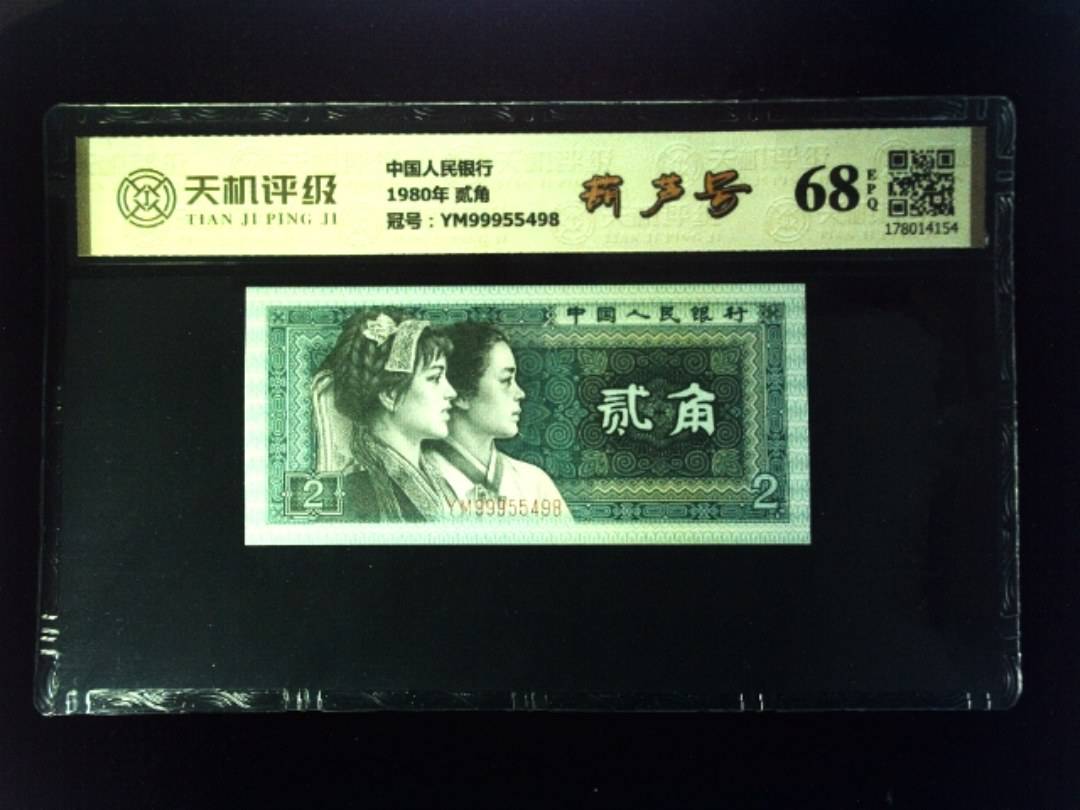 天机评级
TIAN JI PING JI
中国人民银行
1980年 贰角
冠号：YM99955498
葫芦号
68
EPQ
178014154
中国人民银行
贰角
2
2
YM99955498